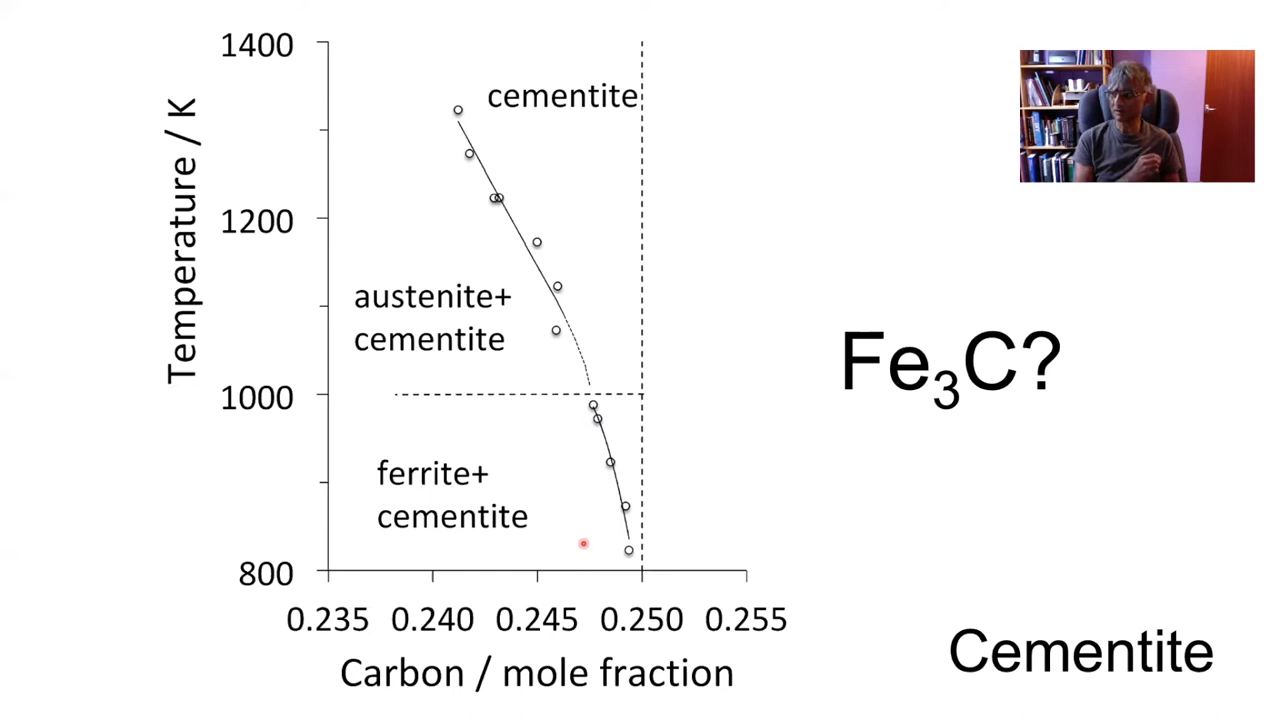 1400
1200
1000
800
Temperature / K
cementite
austenite+
cementite
ferrite+
cementite
0.235 0.240 0.245 0.250 0.255
Carbon / mole fraction
Fe₃C?
Cementite